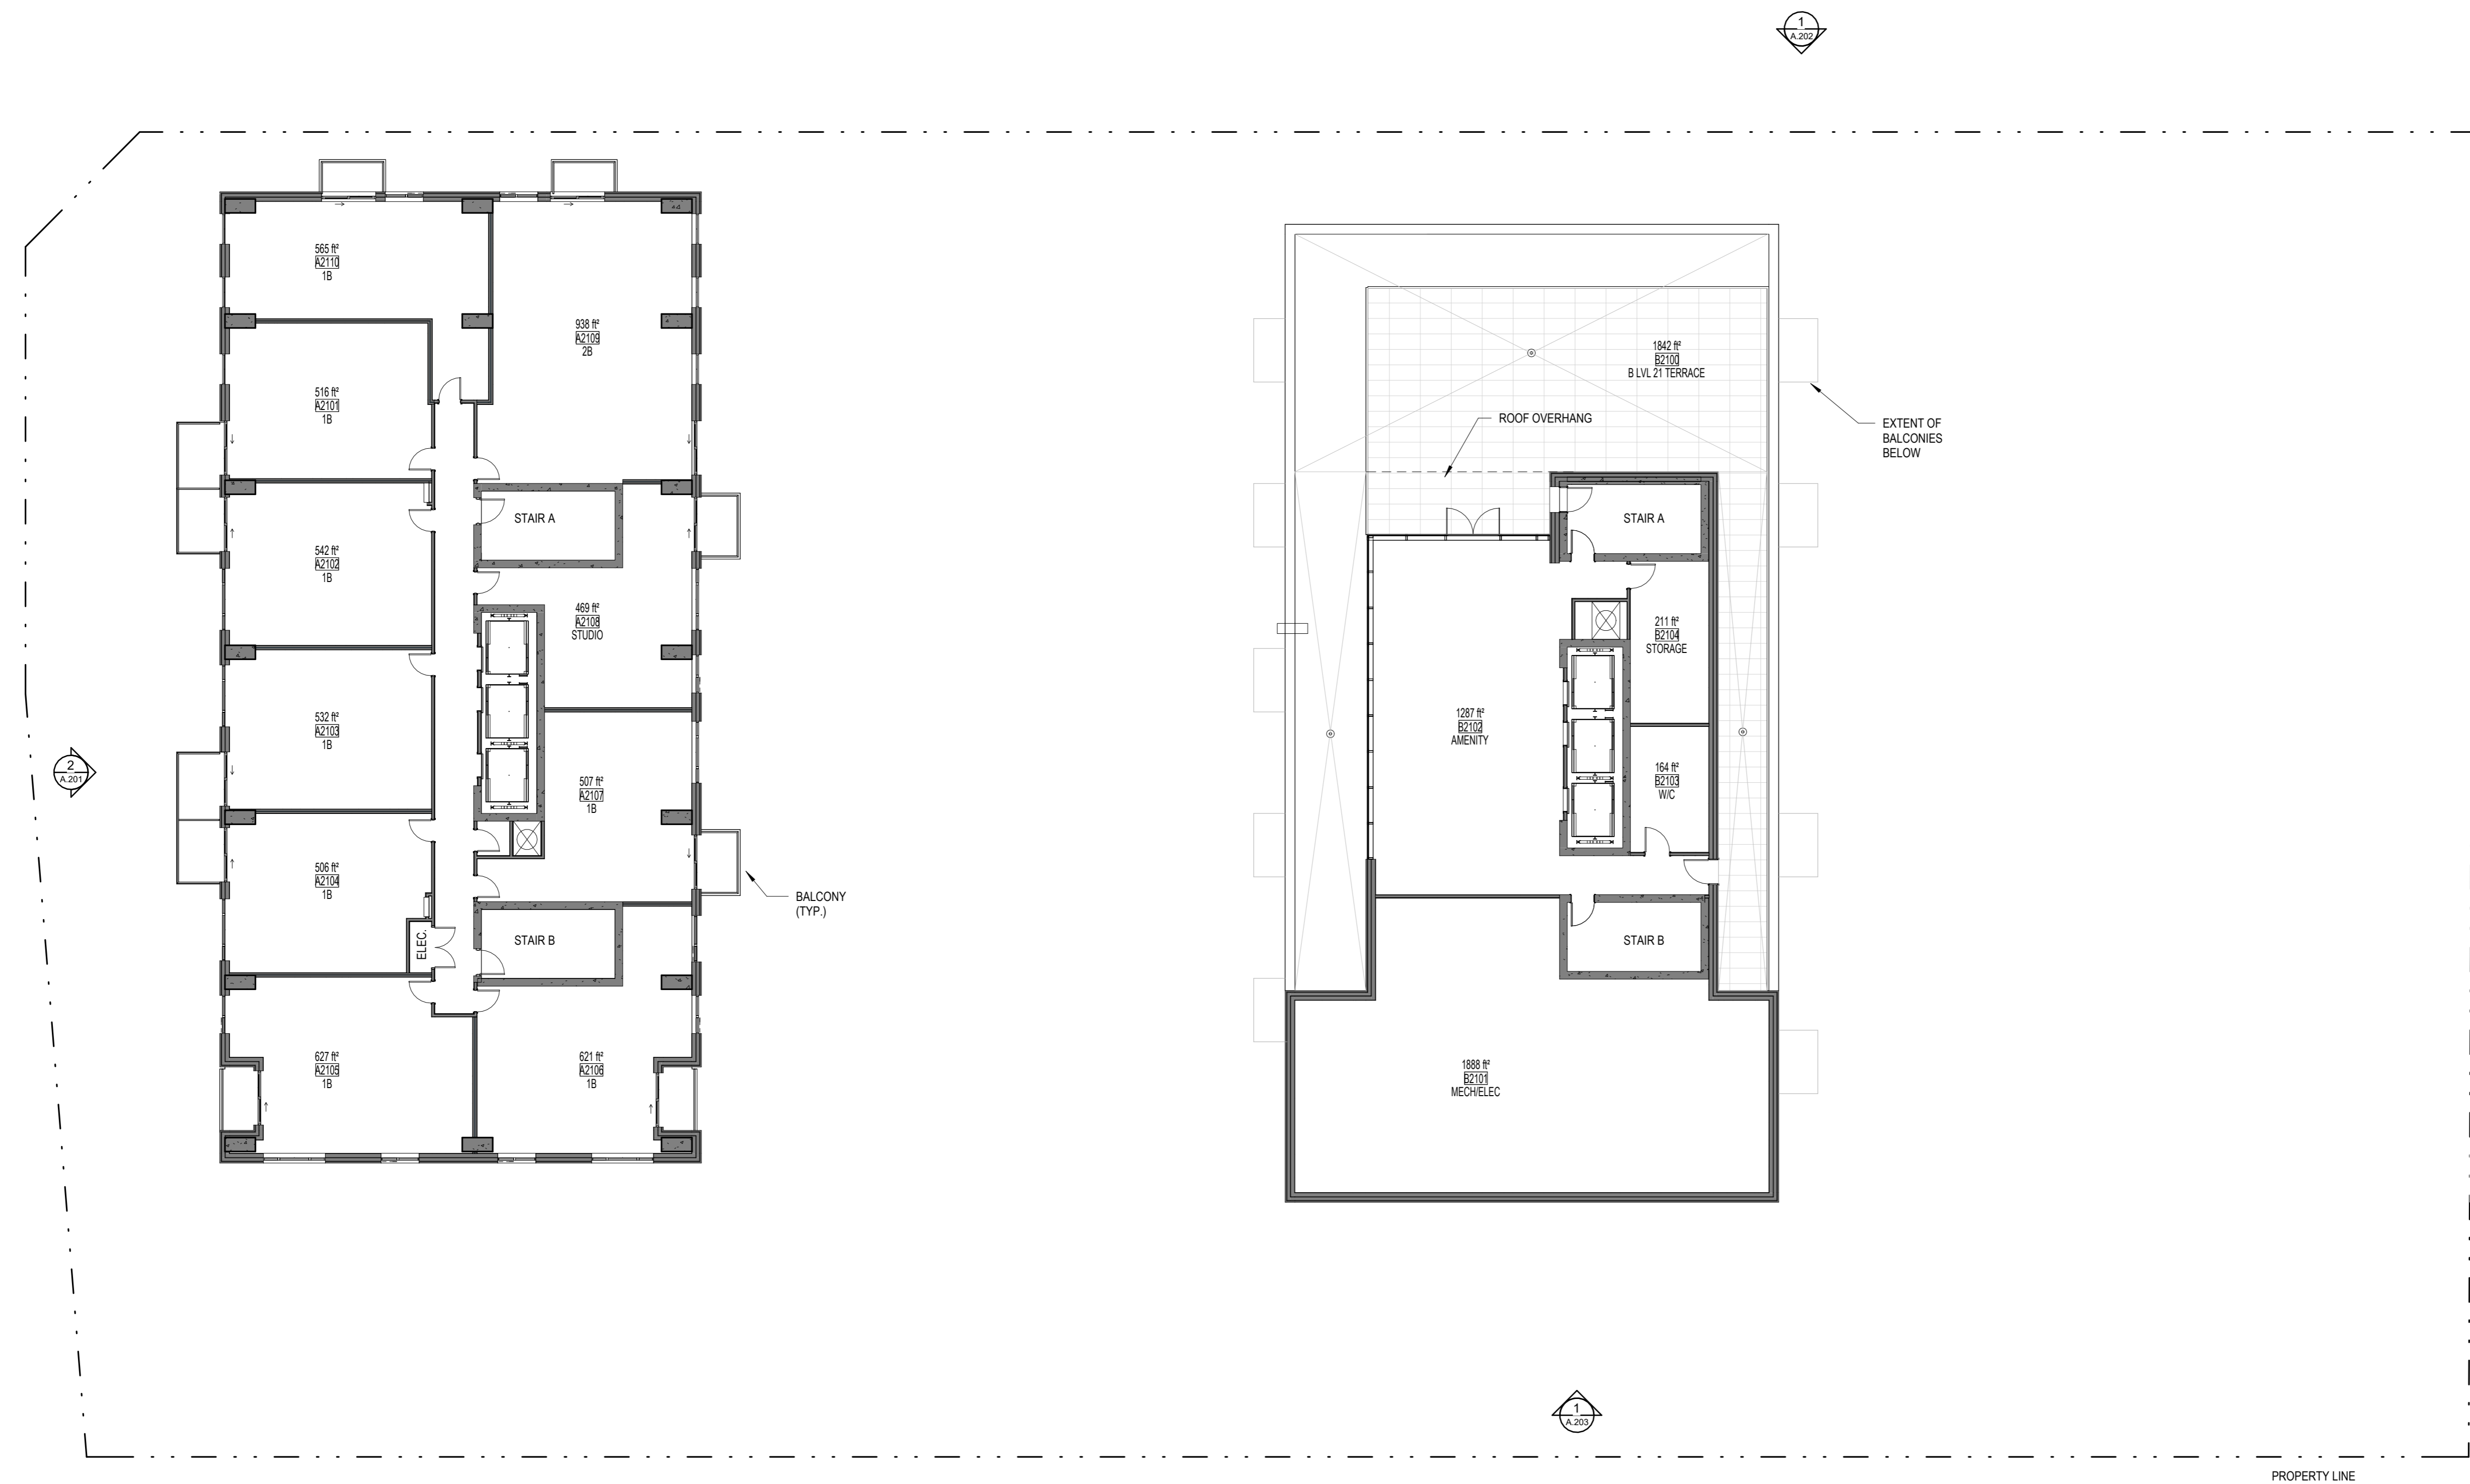 1
A.202
565 ft²
A2110
1B
938 ft²
A2109
2B
516 ft²
A2101
1B
STAIR A
542 ft²
A2102
1B
469 ft²
A2108
STUDIO
532 ft²
A2103
1B
2
A.201
507 ft²
A2107
1B
506 ft²
A2104
1B
BALCONY
(TYP.)
ELEC.
STAIR B
627 ft²
A2105
1B
621 ft²
A2106
1B
1842 ft²
B2100
B LVL 21 TERRACE
ROOF OVERHANG
EXTENT OF
BALCONIES
BELOW
STAIR A
211 ft²
B2104
STORAGE
1287 ft²
B2102
AMENITY
164 ft²
B2103
W/C
STAIR B
1888 ft²
B2101
MECH/ELEC
1
A.203
PROPERTY LINE